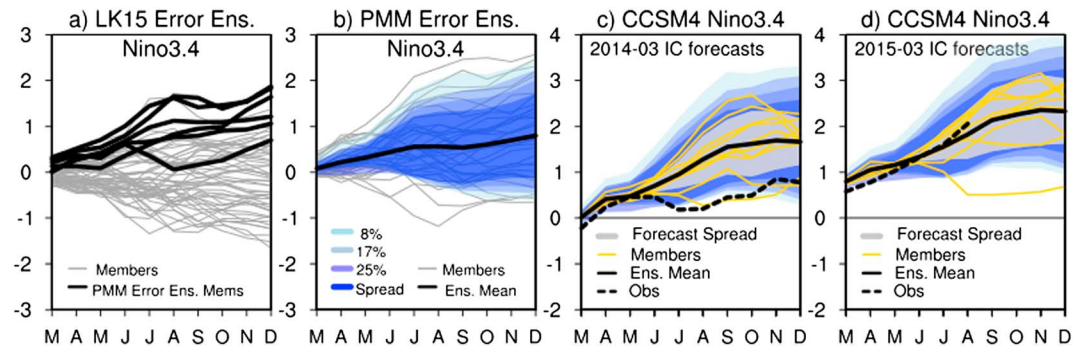 a) LK15 Error Ens.
Nino3.4
3
2
1
0
-1
-2
-3
Members
PMM Error Ens. Mems
M A M J J A S O N D
b) PMM Error Ens.
Nino3.4
3
2
1
0
-1
-2
-3
8%
17%
25%
Spread
Members
Ens. Mean
M A M J J A S O N D
c) CCSM4 Nino3.4
2014-03 IC forecasts
4
3
2
1
0
-1
-2
Forecast Spread
Members
Ens. Mean
Obs
M A M J J A S O N D
d) CCSM4 Nino3.4
2015-03 IC forecasts
4
3
2
1
0
-1
-2
Forecast Spread
Members
Ens. Mean
Obs
M A M J J A S O N D